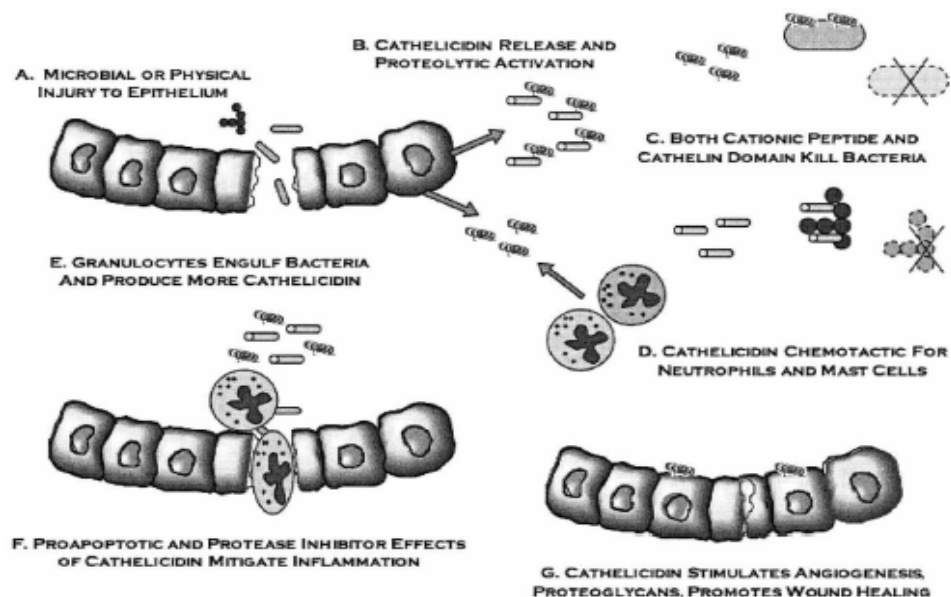 A. MICROBIAL OR PHYSICAL
INJURY TO EPITHELIUM
B. CATHELICIDIN RELEASE AND
PROTEOLYTIC ACTIVATION
C. BOTH CATIONIC PEPTIDE AND
CATHELIN DOMAIN KILL BACTERIA
E. GRANULOCYTES ENGULF BACTERIA
AND PRODUCE MORE CATHELICIDIN
D. CATHELICIDIN CHEMOTACTIC FOR
NEUTROPHILS AND MAST CELLS
F. PROAPOPTOTIC AND PROTEASE INHIBITOR EFFECTS
OF CATHELICIDIN MITIGATE INFLAMMATION
G. CATHELICIDIN STIMULATES ANGIOGENESIS,
PROTEOGLYCANS, PROMOTES WOUND HEALING